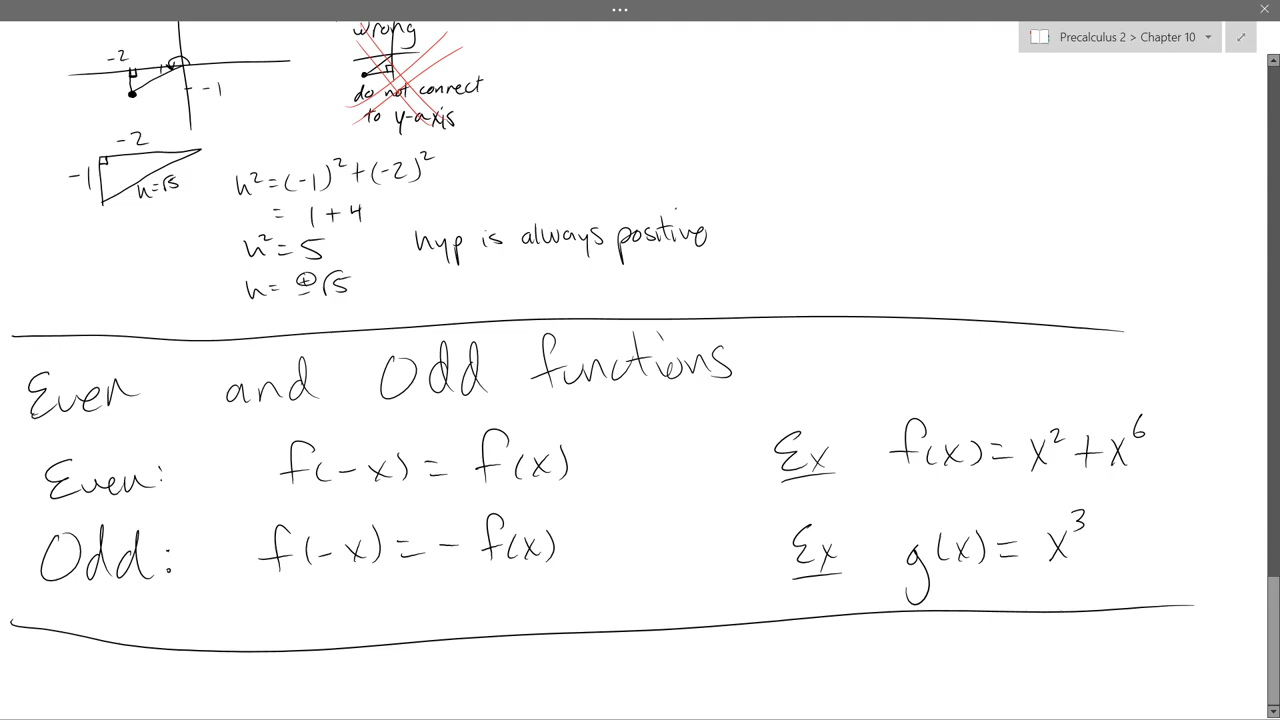 Precalculus 2 > Chapter 10
wrong
-2
-1
do not connect
to y-axis
-2
-1
h=√5
h²=(-1)²+(-2)²
= 1+4
h²=5
hyp is always positive
h= ±√5
Even and Odd functions
Even: f(-x) = f(x)
Ex f(x) = x² + x⁶
Odd: f(-x) = - f(x)
Ex g(x) = x³